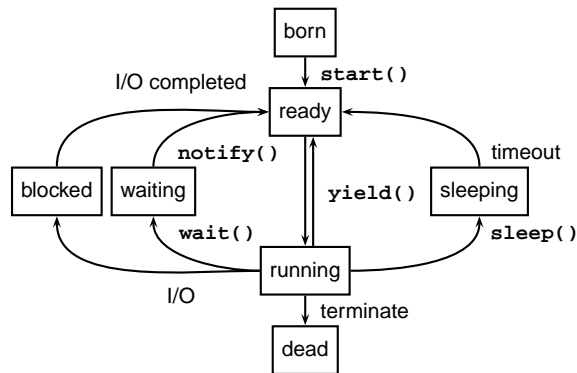 born
start()
I/O completed
ready
notify()
timeout
blocked
waiting
yield()
sleeping
wait()
sleep()
running
I/O
terminate
dead